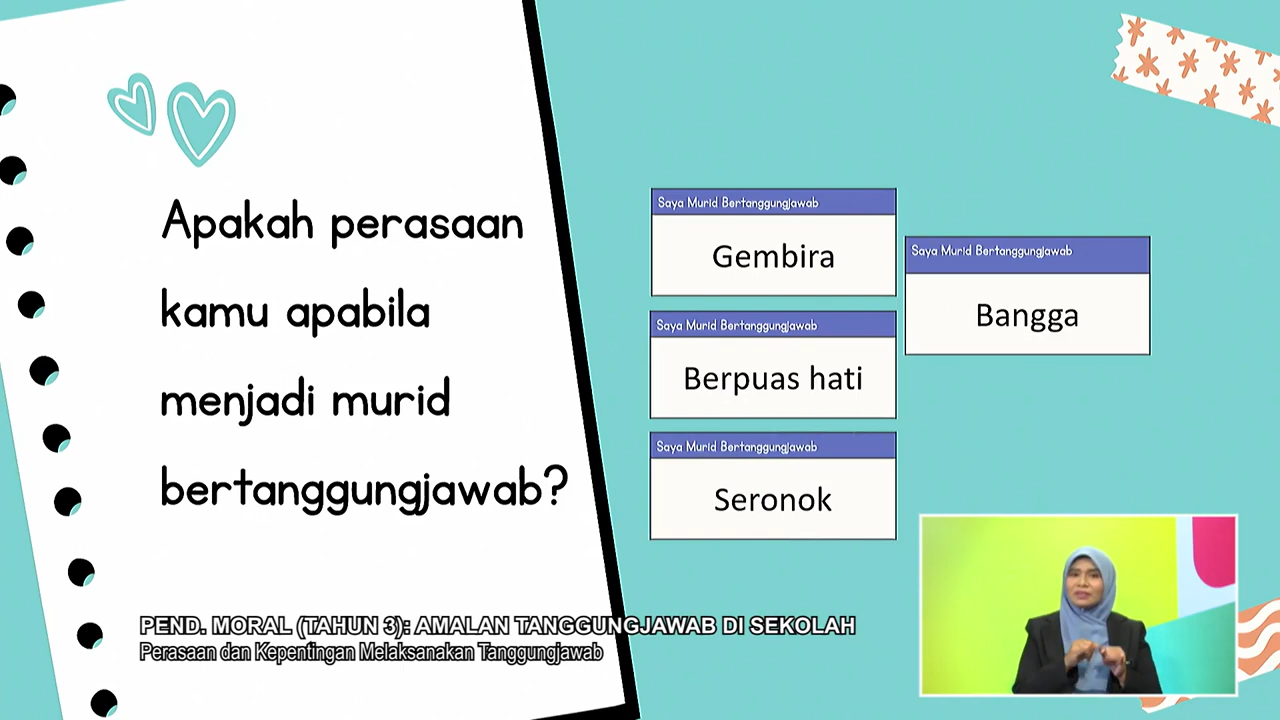 Apakah perasaan
kamu apabila
menjadi murid
bertanggungjawab?
Saya Murid Bertanggungjawab
Gembira
Saya Murid Bertanggungjawab
Bangga
Saya Murid Bertanggungjawab
Berpuas hati
Saya Murid Bertanggungjawab
Seronok
PEND. MORAL (TAHUN 3): AMALAN TANGGUNGJAWAB DI SEKOLAH
Perasaan dan Kepentingan Melaksanakan Tanggungjawab